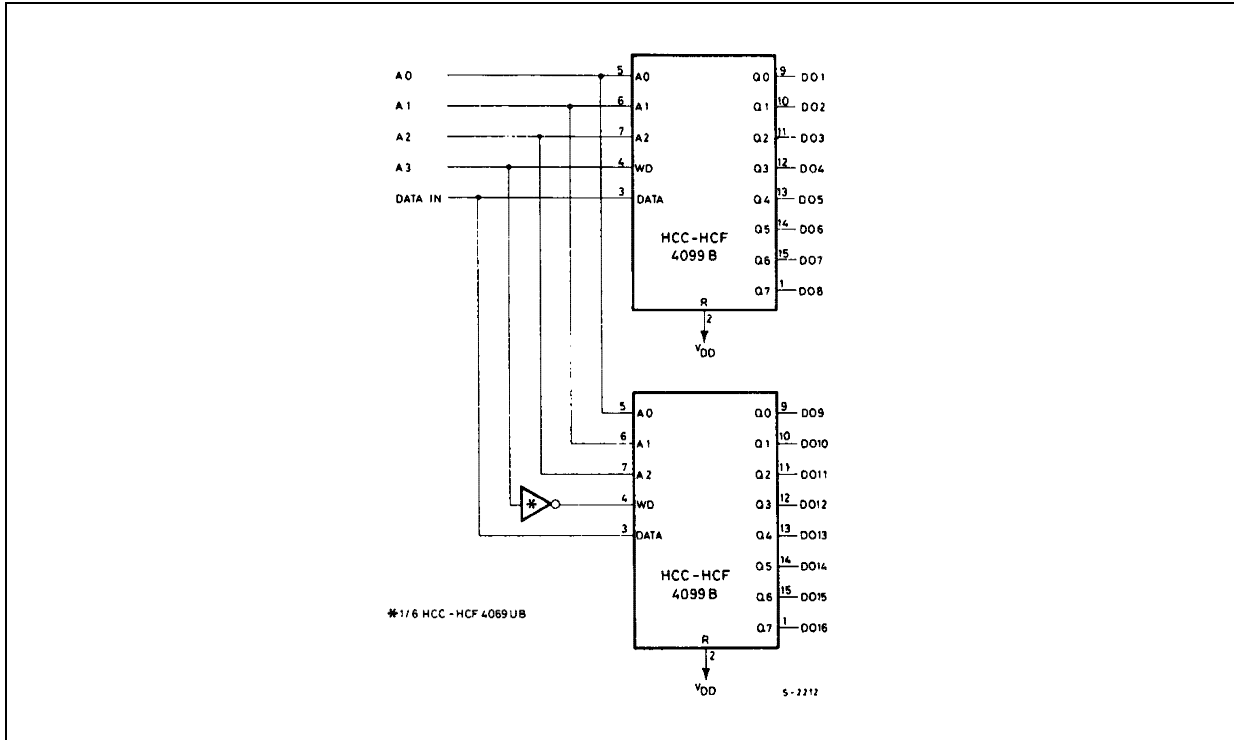 A0
A1
A2
A3
DATA IN
5 A0 Q0 9 DO1
6 A1 Q1 10 DO2
7 A2 Q2 11 DO3
4 WD Q3 12 DO4
3 DATA Q4 13 DO5
Q5 14 DO6
Q6 15 DO7
Q7 1 DO8
HCC-HCF
4099B
R
2
VDD
5 A0 Q0 9 DO9
6 A1 Q1 10 DO10
7 A2 Q2 11 DO11
* 4 WD Q3 12 DO12
3 DATA Q4 13 DO13
Q5 14 DO14
Q6 15 DO15
Q7 1 DO16
HCC-HCF
4099B
R
2
VDD
*1/6 HCC-HCF 4069UB
S-2212